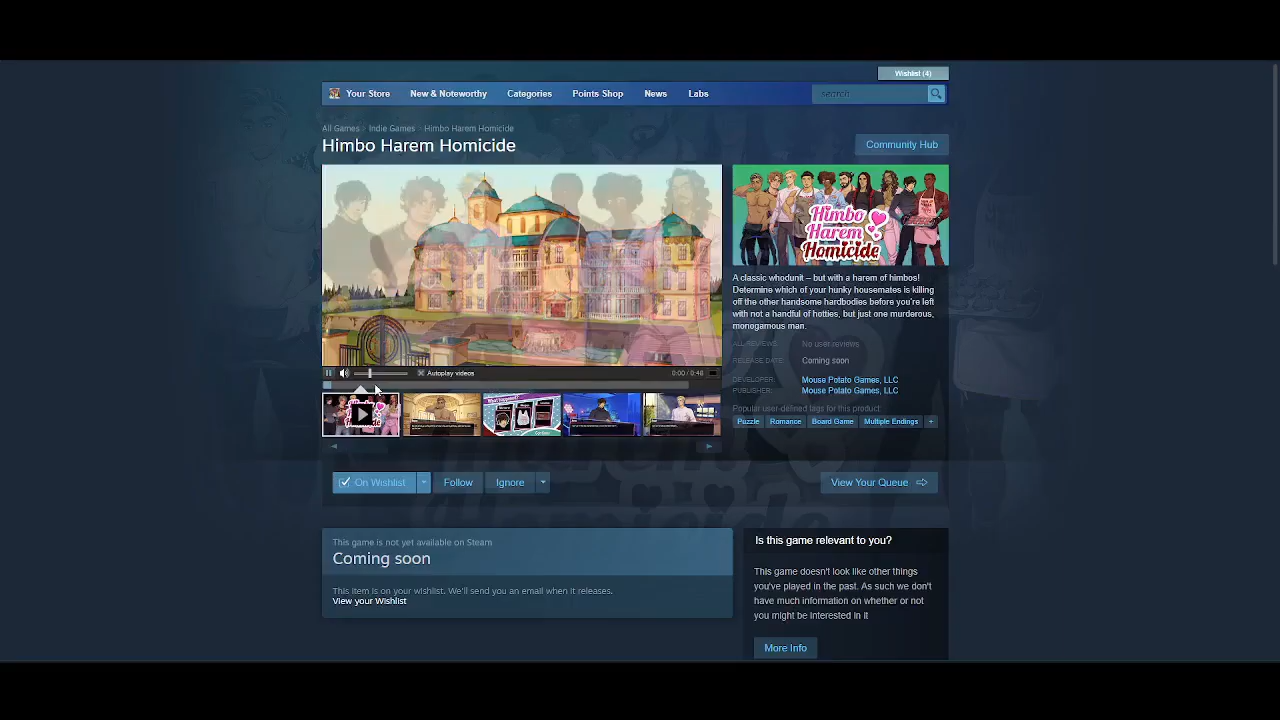 Wishlist (4)
Your Store New & Noteworthy Categories Points Shop News Labs search
All Games > Indie Games > Himbo Harem Homicide
Himbo Harem Homicide
Community Hub
Himbo
Harem
Homicide
A classic whodunit – but with a harem of himbos!
Determine which of your hunky housemates is killing
off the other handsome hardbodies before you're left
with not a handful of hotties, but just one murderous,
monogamous man.
ALL REVIEWS: No user reviews
RELEASE DATE: Coming soon
DEVELOPER: Mouse Potato Games, LLC
PUBLISHER: Mouse Potato Games, LLC
Popular user-defined tags for this product:
Puzzle Romance Board Game Multiple Endings +
Autoplay videos 0:00 / 0:48
On Wishlist Follow Ignore View Your Queue
This game is not yet available on Steam
Coming soon
This item is on your wishlist. We'll send you an email when it releases.
View your Wishlist
Is this game relevant to you?
This game doesn't look like other things
you've played in the past. As such we don't
have much information on whether or not
you might be interested in it
More Info